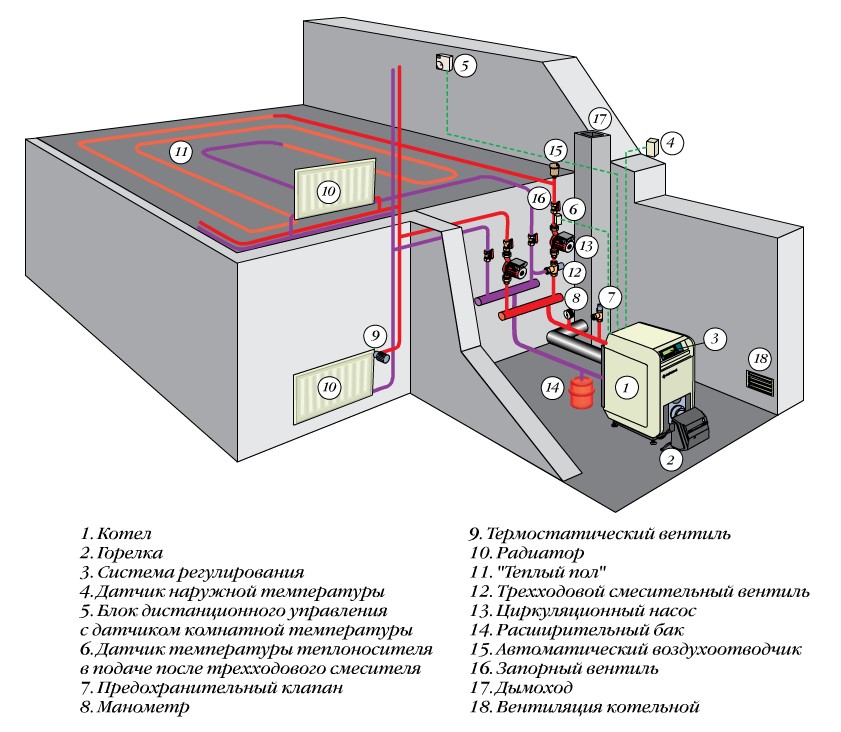 5
17
4
15
11
10
16
6
13
12
8
7
9
3
18
10
14
1
2
1. Котел
2. Горелка
3. Система регулирования
4. Датчик наружной температуры
5. Блок дистанционного управления
с датчиком комнатной температуры
6. Датчик температуры теплоносителя
в подаче после трехходового смесителя
7. Предохранительный клапан
8. Манометр
9. Термостатический вентиль
10. Радиатор
11. "Теплый пол"
12. Трехходовой смесительный вентиль
13. Циркуляционный насос
14. Расширительный бак
15. Автоматический воздухоотводчик
16. Запорный вентиль
17. Дымоход
18. Вентиляция котельной